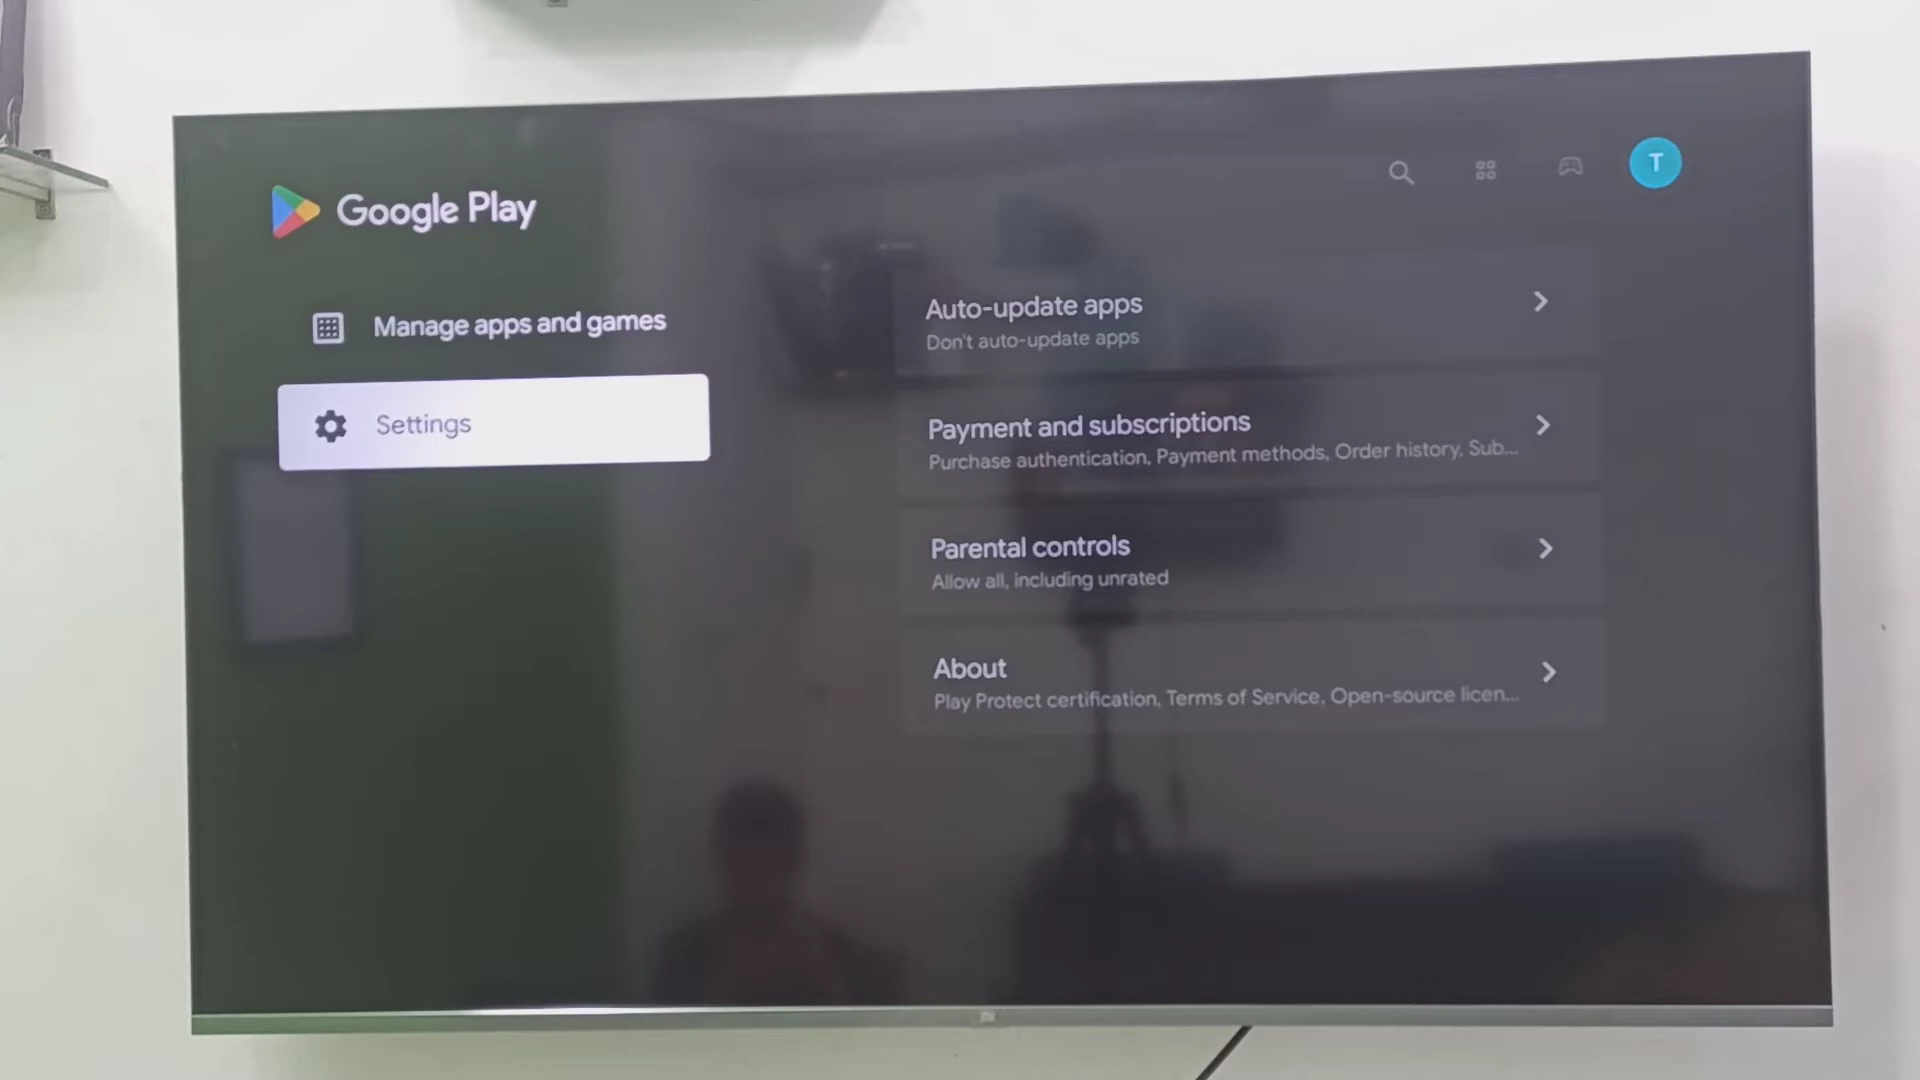 Google Play
T
Manage apps and games
Settings
Auto-update apps
Don't auto-update apps
Payment and subscriptions
Purchase authentication, Payment methods, Order history, Sub...
Parental controls
Allow all, including unrated
About
Play Protect certification, Terms of Service, Open-source licen...